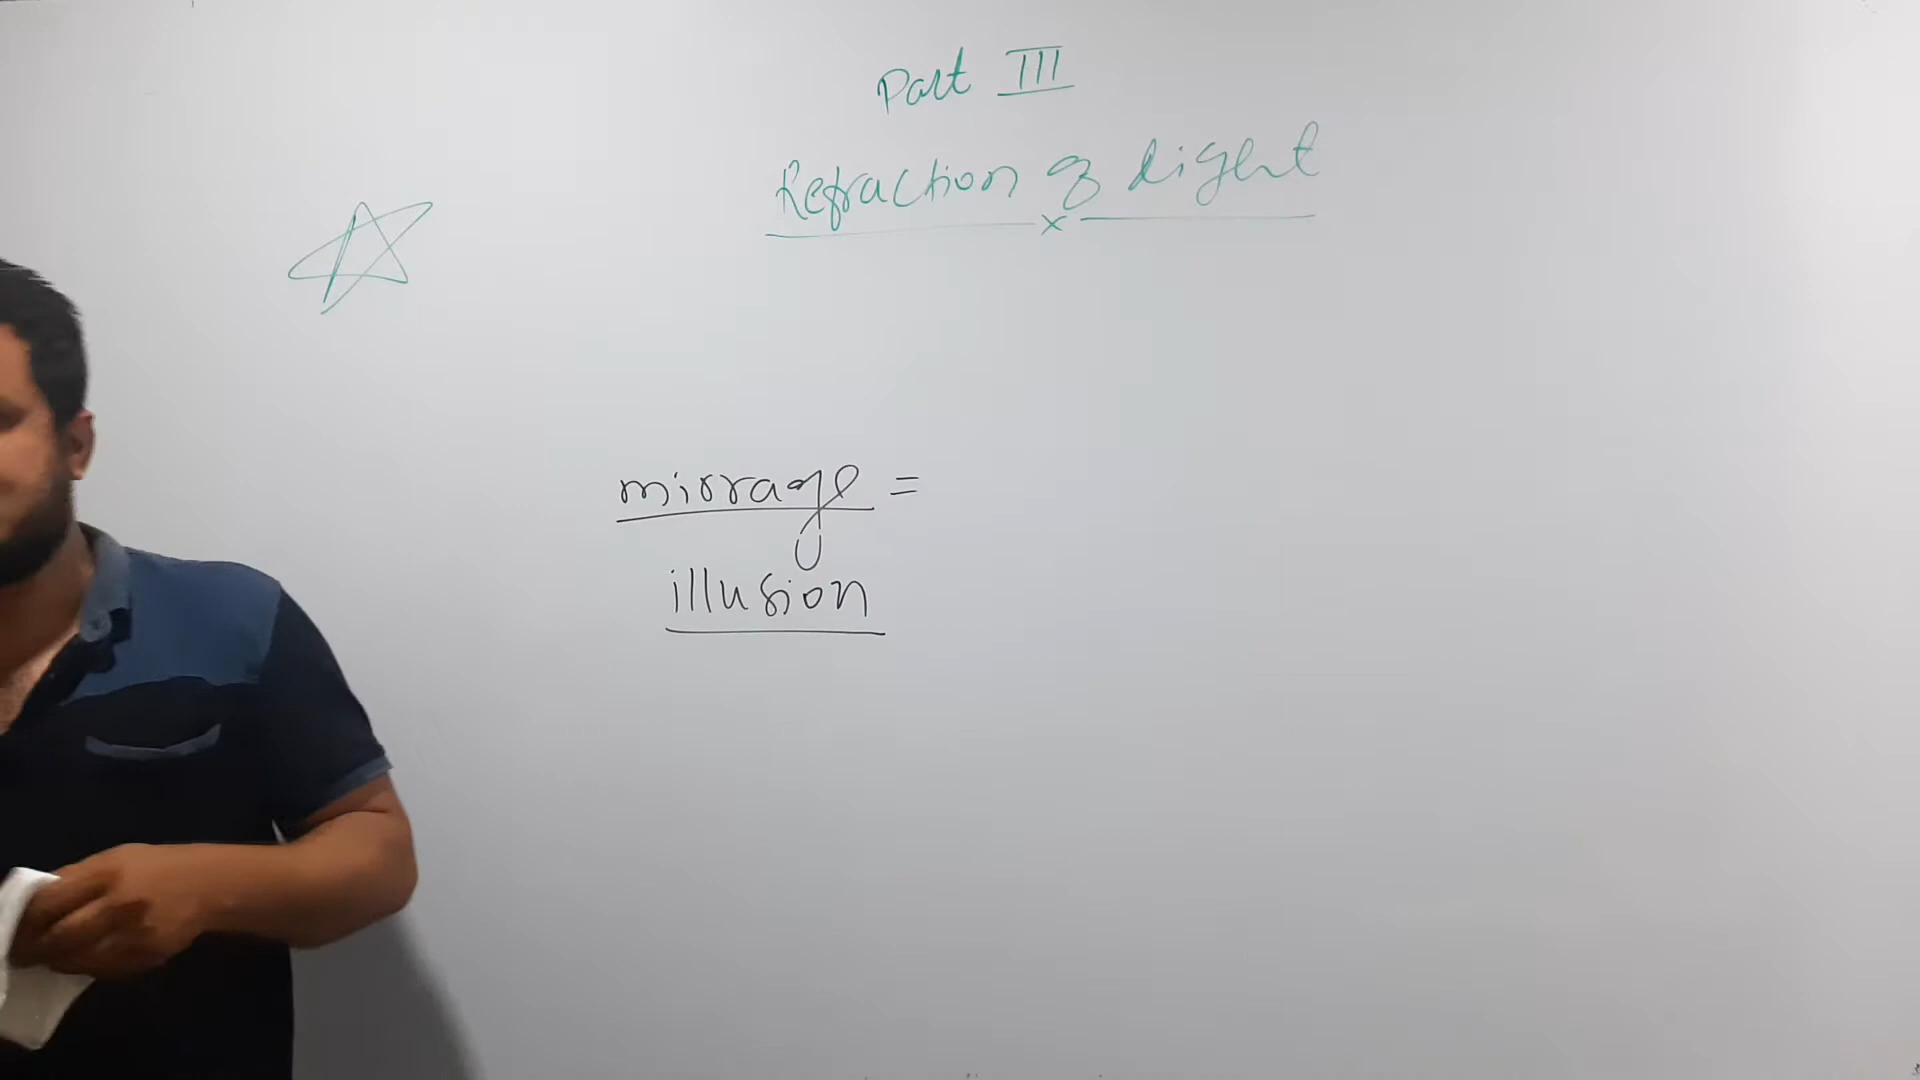 Part III
Refraction of Light
mirrage =
illusion